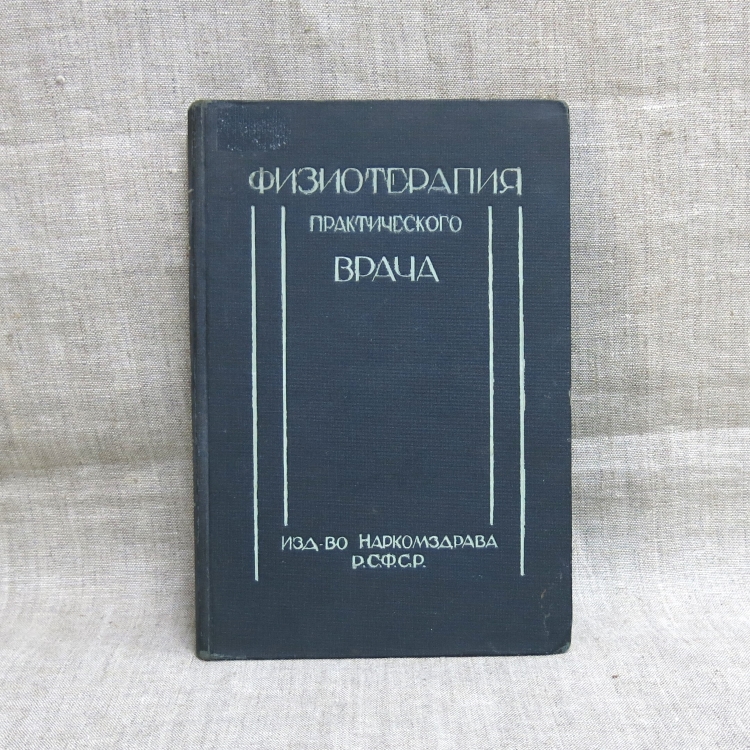 ФИЗИОТЕРАПИЯ
ПРАКТИЧЕСКОГО
ВРАЧА
ИЗД-ВО НАРКОМЗДРАВА
Р.С.Ф.С.Р.